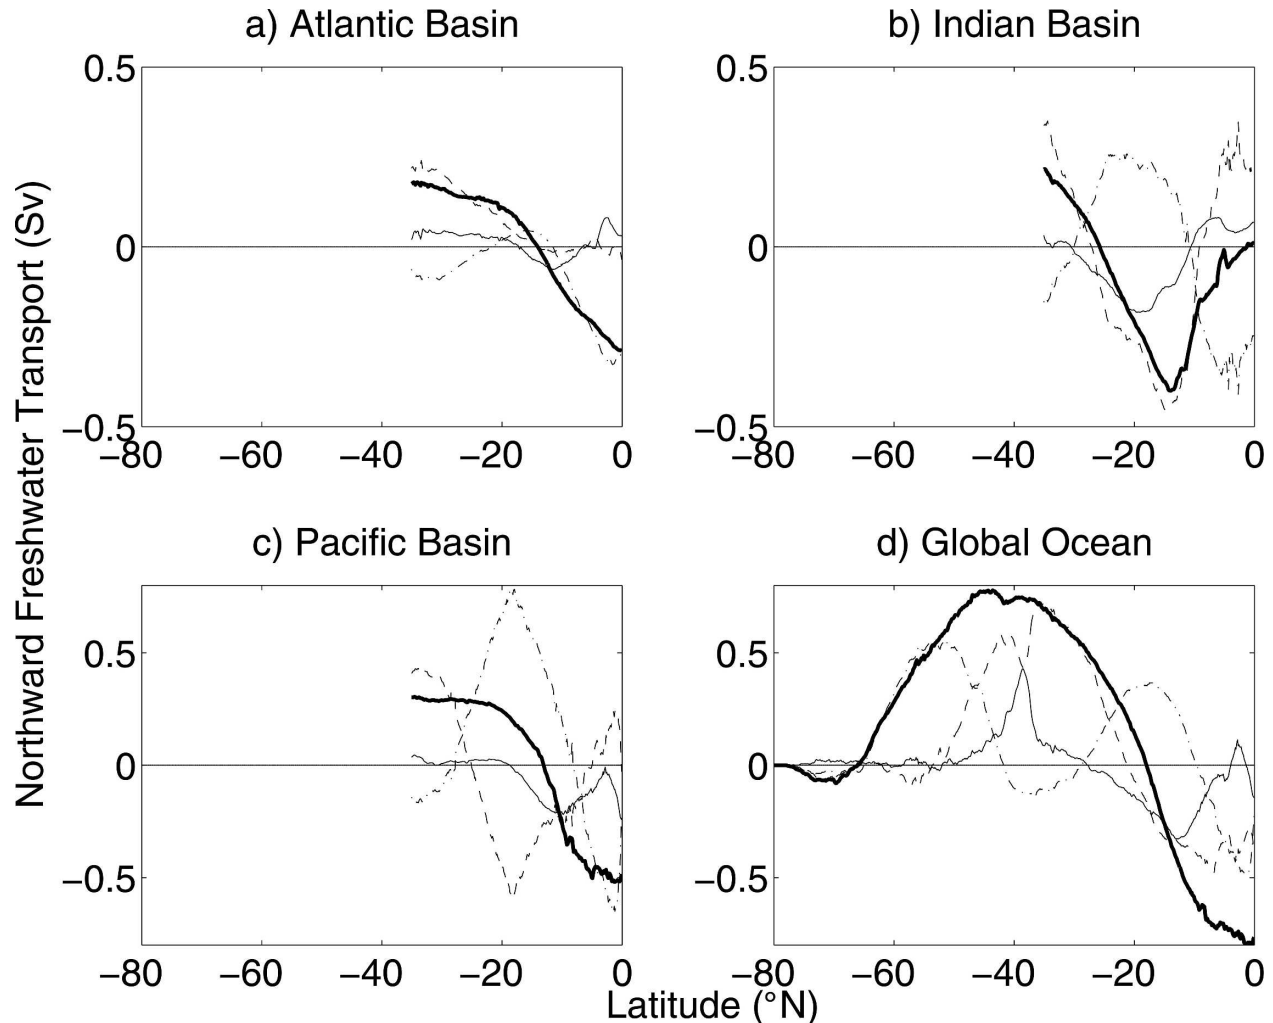 a) Atlantic Basin
b) Indian Basin
0.5
0
−0.5
−80 −60 −40 −20 0
0.5
0
−0.5
−80 −60 −40 −20 0
Northward Freshwater Transport (Sv)
c) Pacific Basin
d) Global Ocean
0.5
0
−0.5
−80 −60 −40 −20 0
0.5
0
−0.5
−80 −60 −40 −20 0
Latitude (°N)